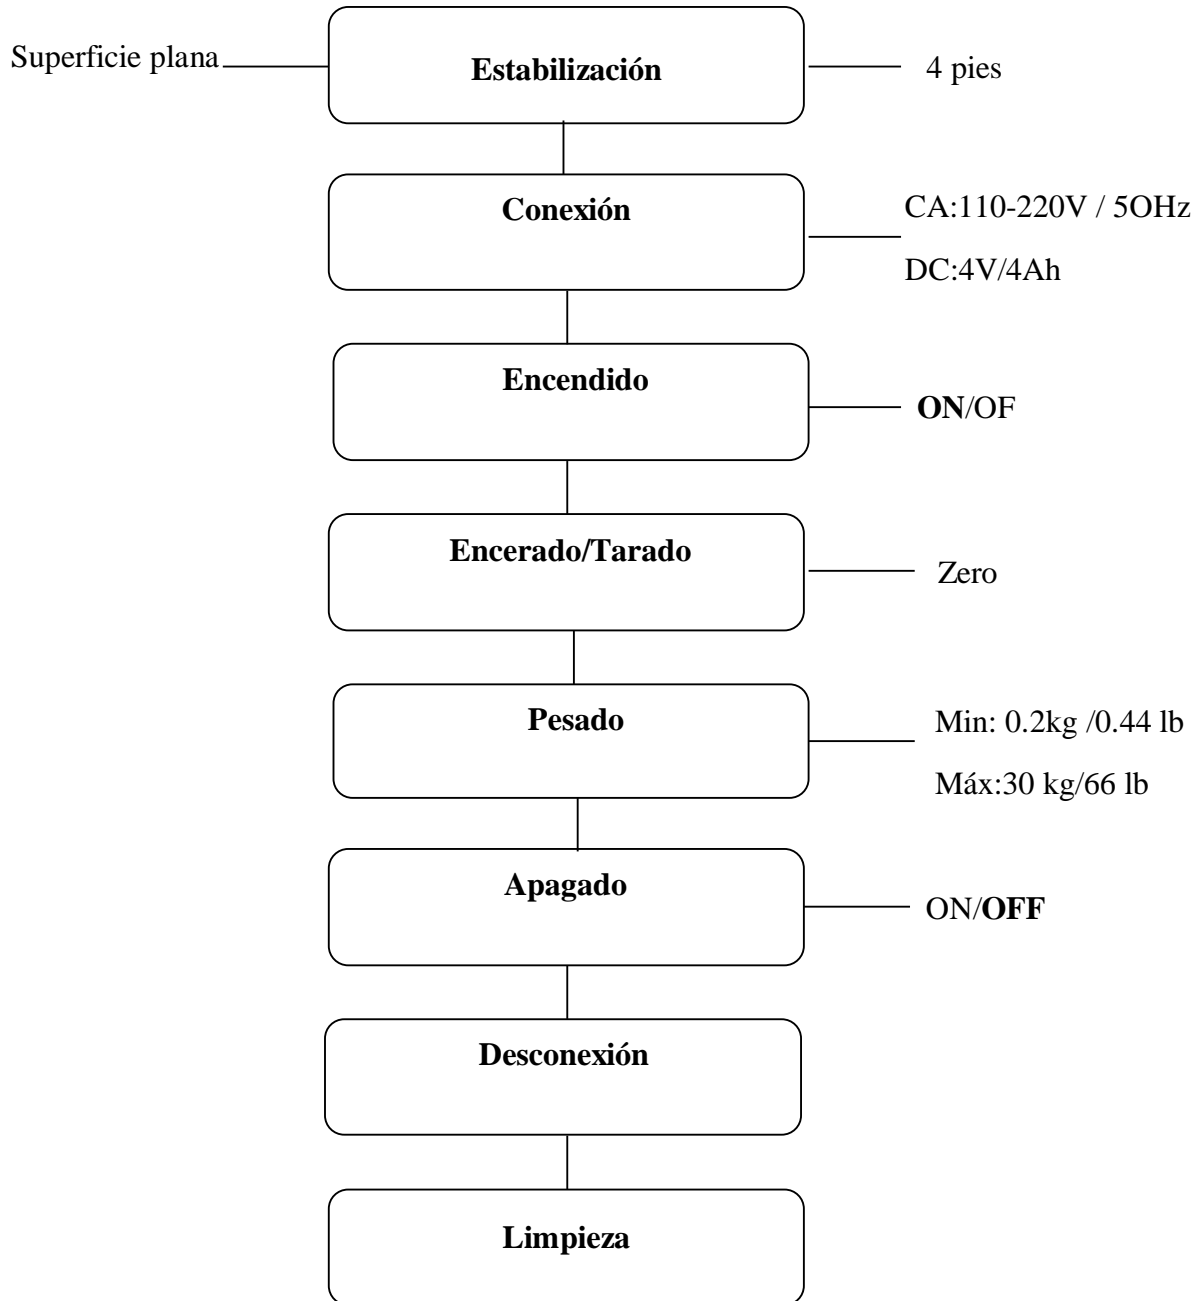 Superficie plana
Estabilización
4 pies
Conexión
CA:110-220V / 5OHz
DC:4V/4Ah
Encendido
ON/OF
Encerado/Tarado
Zero
Pesado
Min: 0.2kg /0.44 lb
Máx:30 kg/66 lb
Apagado
ON/OFF
Desconexión
Limpieza